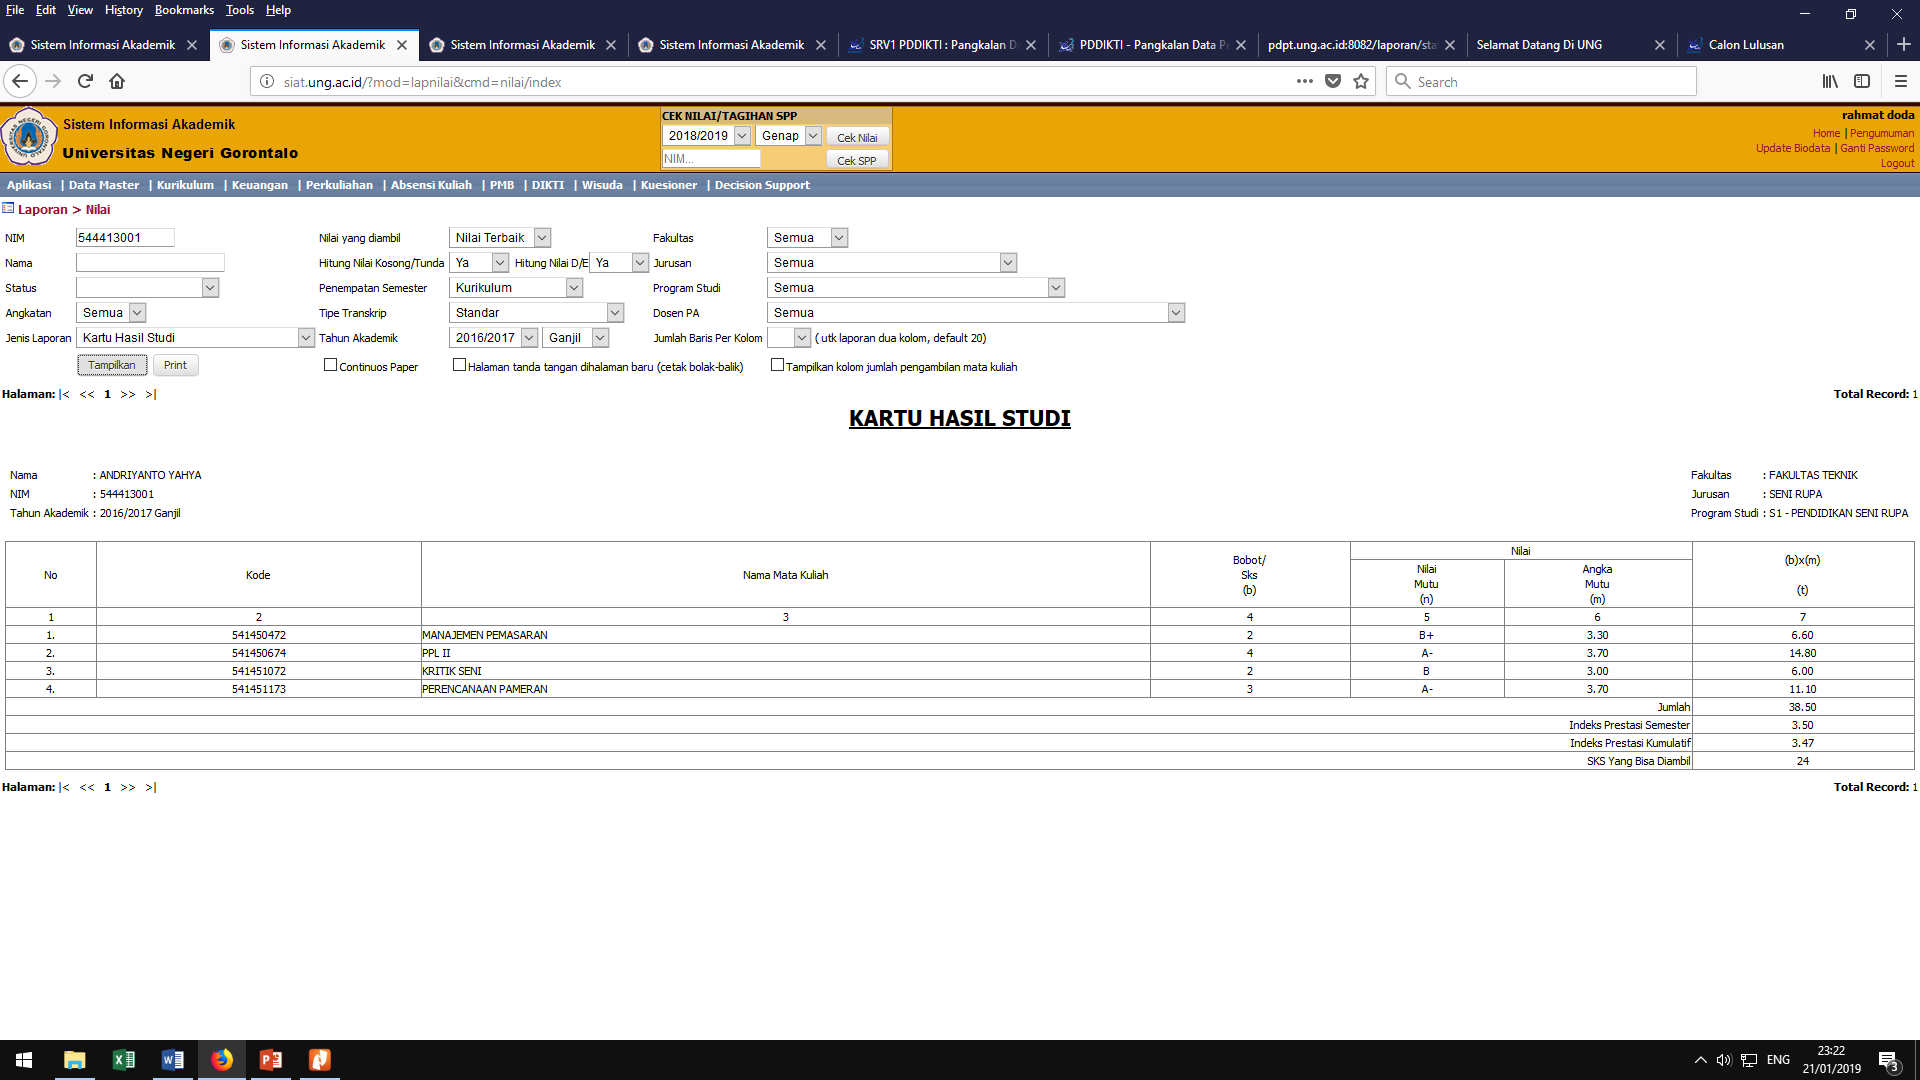 File Edit View History Bookmarks Tools Help
Sistem Informasi Akademik Sistem Informasi Akademik Sistem Informasi Akademik Sistem Informasi Akademik SRV1 PDDIKTI : Pangkalan D PDDIKTI - Pangkalan Data P pdpt.ung.ac.id:8082/laporan/sta Selamat Datang Di UNG Calon Lulusan
siat.ung.ac.id/?mod=lapnilai&cmd=nilai/index Search
Sistem Informasi Akademik
Universitas Negeri Gorontalo
CEK NILAI/TAGIHAN SPP
2018/2019 Genap Cek Nilai
NIM... Cek SPP
rahmat doda
Home | Pengumuman
Update Biodata | Ganti Password
Logout
Aplikasi | Data Master | Kurikulum | Keuangan | Perkuliahan | Absensi Kuliah | PMB | DIKTI | Wisuda | Kuesioner | Decision Support
Laporan > Nilai
NIM 544413001 Nilai yang diambil Nilai Terbaik Fakultas Semua
Nama Hitung Nilai Kosong/Tunda Ya Hitung Nilai D/E Ya Jurusan Semua
Status Penempatan Semester Kurikulum Program Studi Semua
Angkatan Semua Tipe Transkrip Standar Dosen PA Semua
Jenis Laporan Kartu Hasil Studi Tahun Akademik 2016/2017 Ganjil Jumlah Baris Per Kolom ( utk laporan dua kolom, default 20)
Tampilkan Print Continuos Paper Halaman tanda tangan dihalaman baru (cetak bolak-balik) Tampilkan kolom jumlah pengambilan mata kuliah
Halaman: |< << 1 >> >| Total Record: 1
KARTU HASIL STUDI
Nama : ANDRIYANTO YAHYA Fakultas : FAKULTAS TEKNIK
NIM : 544413001 Jurusan : SENI RUPA
Tahun Akademik : 2016/2017 Ganjil Program Studi : S1 - PENDIDIKAN SENI RUPA
No Kode Nama Mata Kuliah Bobot/ Sks (b) Nilai (b)x(m) (t)
Nilai Mutu (n) Angka Mutu (m)
1 2 3 4 5 6 7
1. 541450472 MANAJEMEN PEMASARAN 2 B+ 3.30 6.60
2. 541450674 PPL II 4 A- 3.70 14.80
3. 541451072 KRITIK SENI 2 B 3.00 6.00
4. 541451173 PERENCANAAN PAMERAN 3 A- 3.70 11.10
Jumlah 38.50
Indeks Prestasi Semester 3.50
Indeks Prestasi Kumulatif 3.47
SKS Yang Bisa Diambil 24
Halaman: |< << 1 >> >| Total Record: 1
ENG 23:22
21/01/2019 3